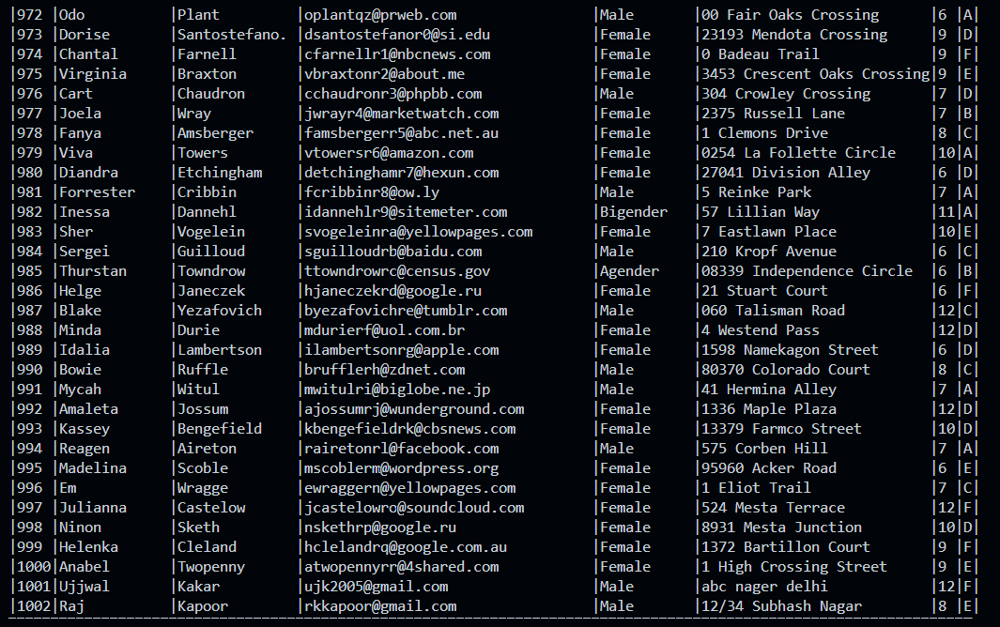 |972 |Odo |Plant |oplantqz@prweb.com |Male |00 Fair Oaks Crossing |6 |A|
|973 |Dorise |Santostefano. |dsantostefanor0@si.edu |Female |23193 Mendota Crossing |9 |D|
|974 |Chantal |Farnell |cfarnellr1@nbcnews.com |Female |0 Badeau Trail |9 |F|
|975 |Virginia |Braxton |vbraxtonr2@about.me |Female |3453 Crescent Oaks Crossing|9 |E|
|976 |Cart |Chaudron |cchaudronr3@phpbb.com |Male |304 Crowley Crossing |7 |D|
|977 |Joela |Wray |jwrayr4@marketwatch.com |Female |2375 Russell Lane |7 |B|
|978 |Fanya |Amsberger |famsbergerr5@abc.net.au |Female |1 Clemons Drive |8 |C|
|979 |Viva |Towers |vtowersr6@amazon.com |Female |0254 La Follette Circle |10|A|
|980 |Diandra |Etchingham |detchinghamr7@hexun.com |Female |27041 Division Alley |6 |D|
|981 |Forrester |Cribbin |fcribbinr8@ow.ly |Male |5 Reinke Park |7 |A|
|982 |Inessa |Dannehl |idannehlr9@sitemeter.com |Bigender |57 Lillian Way |11|A|
|983 |Sher |Vogelein |svogeleinra@yellowpages.com |Female |7 Eastlawn Place |10|E|
|984 |Sergei |Guilloud |sguilloudrb@baidu.com |Male |210 Kropf Avenue |6 |C|
|985 |Thurstan |Towndrow |ttowndrowrc@census.gov |Agender |08339 Independence Circle |6 |B|
|986 |Helge |Janeczek |hjaneczekrd@google.ru |Female |21 Stuart Court |6 |F|
|987 |Blake |Yezafovich |byezafovichre@tumblr.com |Male |060 Talisman Road |12|C|
|988 |Minda |Durie |mdurierf@uol.com.br |Female |4 Westend Pass |12|D|
|989 |Idalia |Lambertson |ilambertsonrg@apple.com |Female |1598 Namekagon Street |6 |D|
|990 |Bowie |Ruffle |brufflerh@zdnet.com |Male |80370 Colorado Court |8 |C|
|991 |Mycah |Witul |mwitulri@biglobe.ne.jp |Male |41 Hermina Alley |7 |A|
|992 |Amaleta |Jossum |ajossumrj@wunderground.com |Female |1336 Maple Plaza |12|D|
|993 |Kassey |Bengefield |kbengefieldrk@cbsnews.com |Female |13379 Farmco Street |10|D|
|994 |Reagen |Aireton |rairetonrl@facebook.com |Male |575 Corben Hill |7 |A|
|995 |Madelina |Scoble |mscoblerm@wordpress.org |Female |95960 Acker Road |6 |E|
|996 |Em |Wragge |ewraggern@yellowpages.com |Female |1 Eliot Trail |7 |C|
|997 |Julianna |Castelow |jcastelowro@soundcloud.com |Female |524 Mesta Terrace |12|F|
|998 |Ninon |Sketh |nskethrp@google.ru |Female |8931 Mesta Junction |10|D|
|999 |Helenka |Cleland |hclelandrq@google.com.au |Female |1372 Bartillon Court |9 |F|
|1000|Anabel |Twopenny |atwopennyrr@4shared.com |Female |1 High Crossing Street |9 |E|
|1001|Ujjwal |Kakar |ujk2005@gmail.com |Male |abc nager delhi |12|F|
|1002|Raj |Kapoor |rkkapoor@gmail.com |Male |12/34 Subhash Nagar |8 |E|